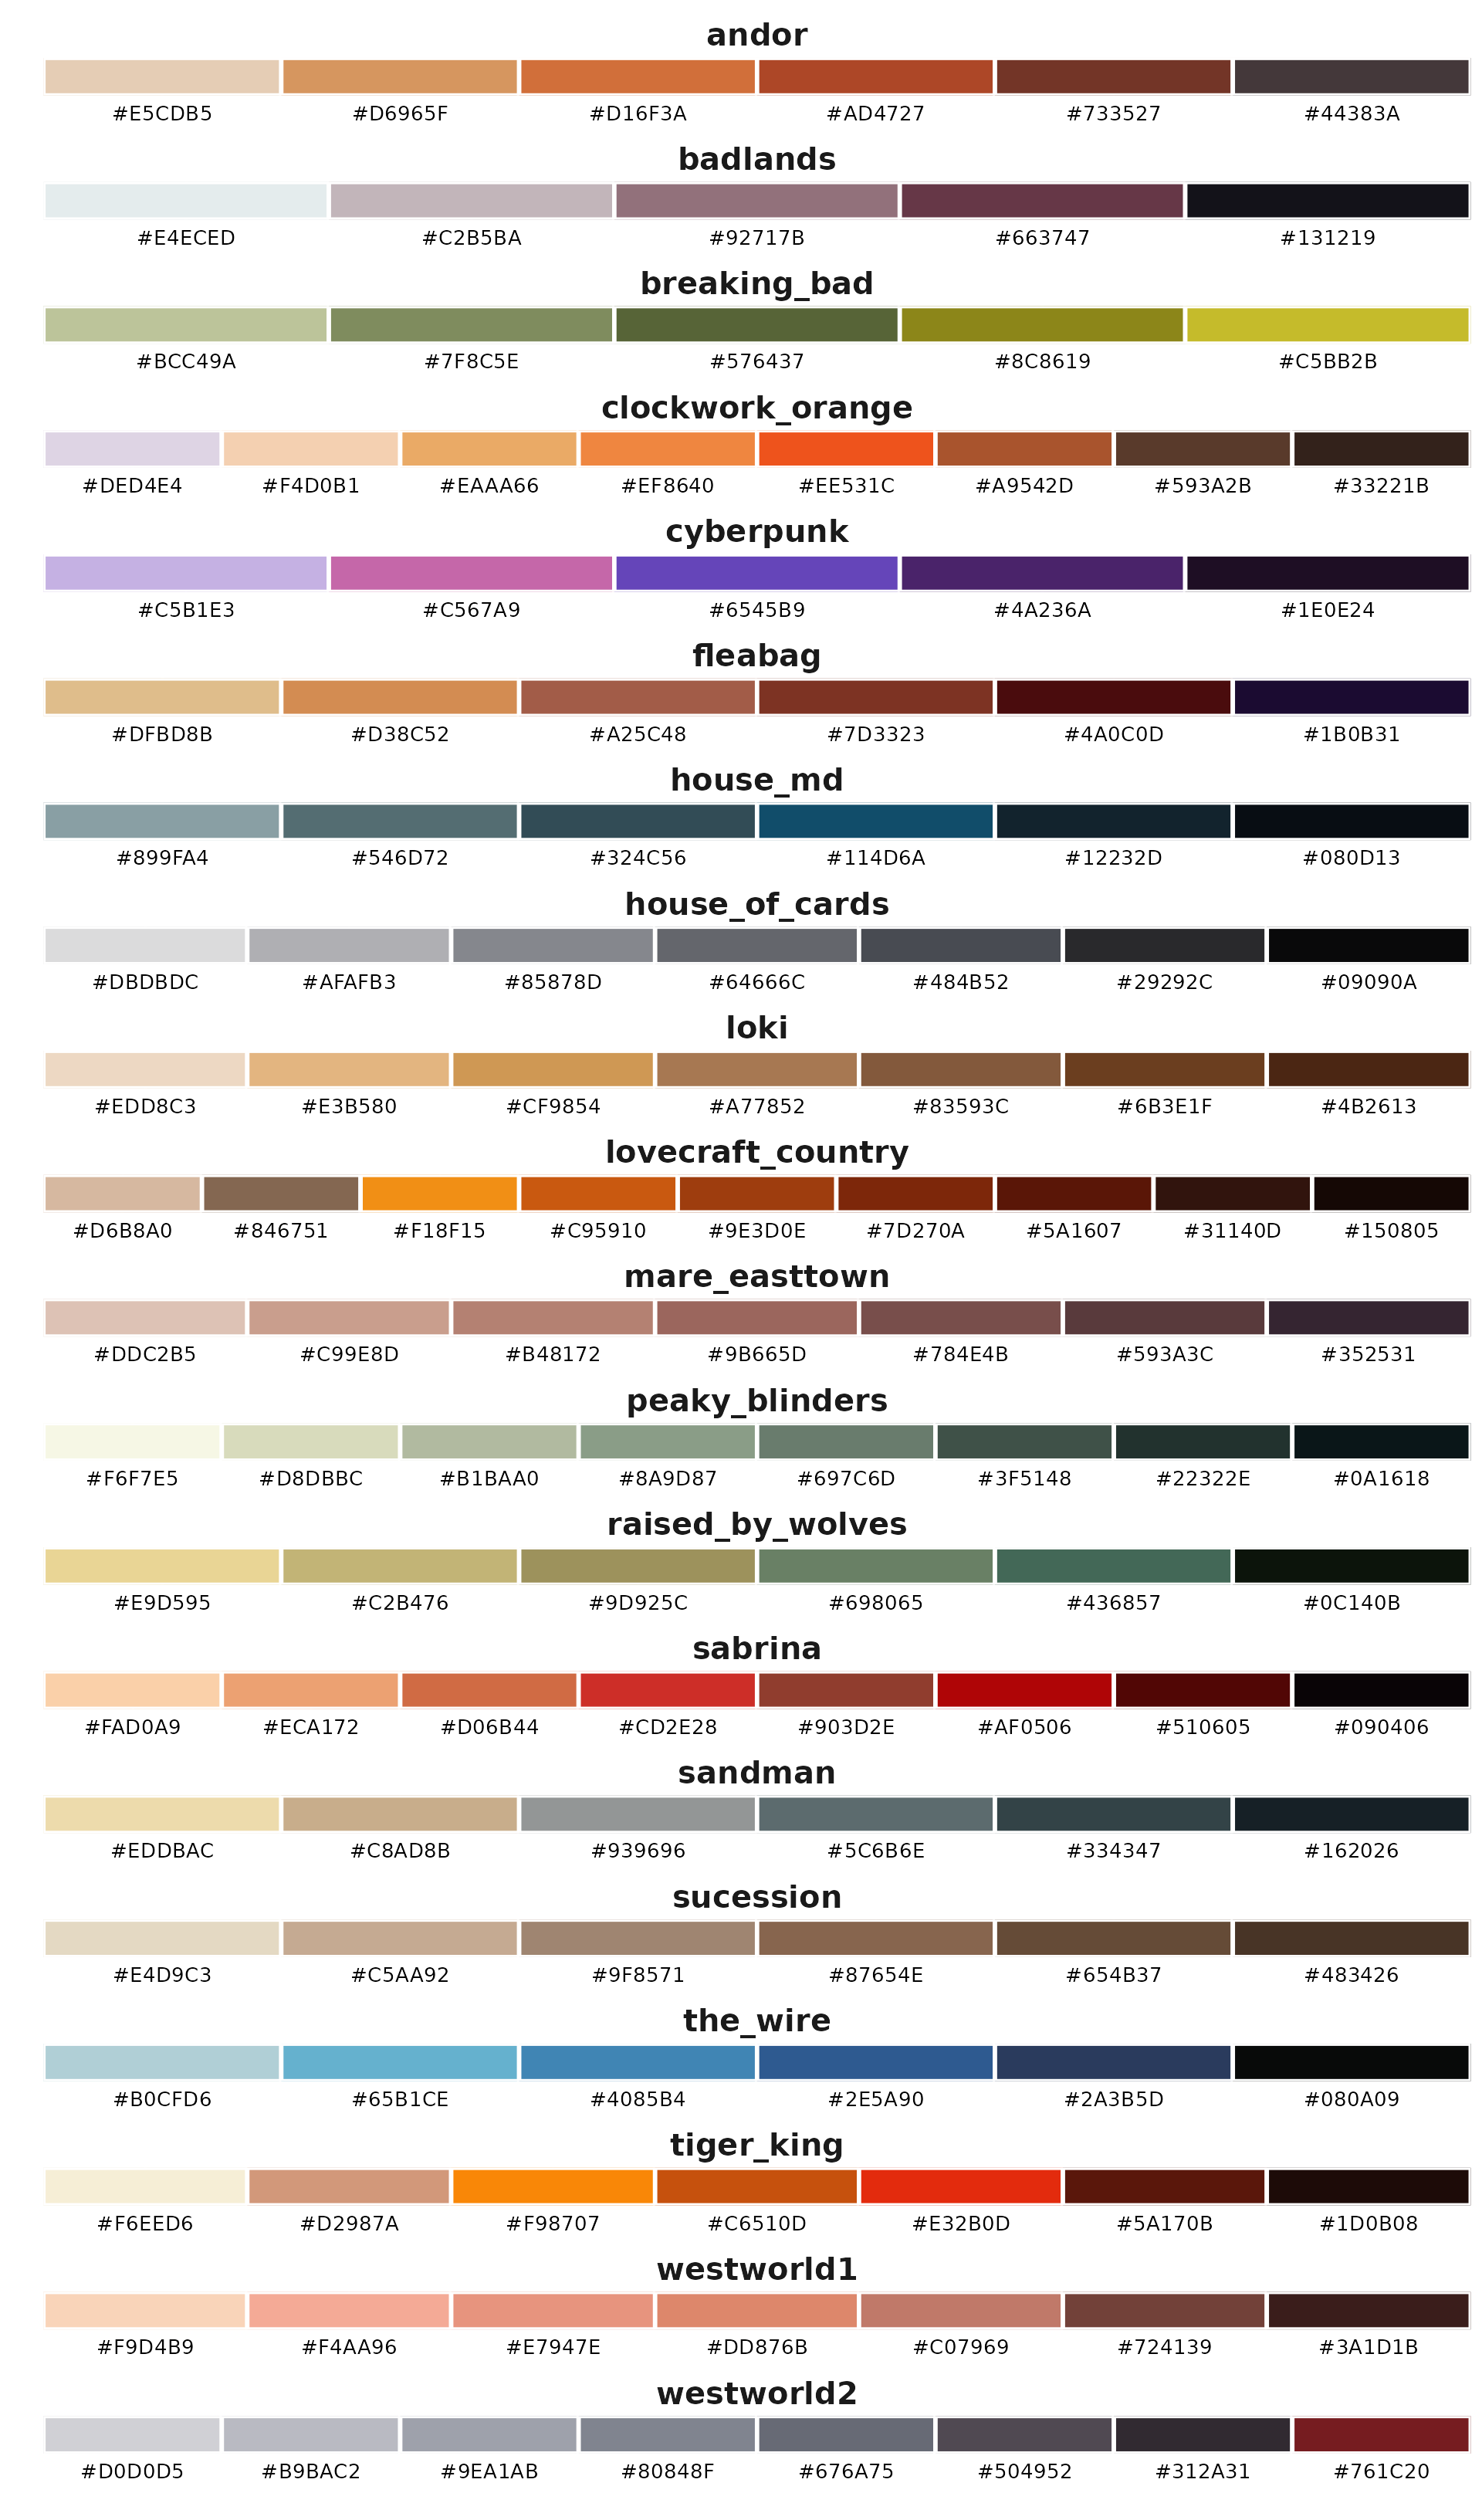 andor
#E5CDB5 #D6965F #D16F3A #AD4727 #733527 #44383A
badlands
#E4ECED #C2B5BA #92717B #663747 #131219
breaking_bad
#BCC49A #7F8C5E #576437 #8C8619 #C5BB2B
clockwork_orange
#DED4E4 #F4D0B1 #EAAA66 #EF8640 #EE531C #A9542D #593A2B #33221B
cyberpunk
#C5B1E3 #C567A9 #6545B9 #4A236A #1E0E24
fleabag
#DFBD8B #D38C52 #A25C48 #7D3323 #4A0C0D #1B0B31
house_md
#899FA4 #546D72 #324C56 #114D6A #12232D #080D13
house_of_cards
#DBDBDC #AFAFB3 #85878D #64666C #484B52 #29292C #09090A
loki
#EDD8C3 #E3B580 #CF9854 #A77852 #83593C #6B3E1F #4B2613
lovecraft_country
#D6B8A0 #846751 #F18F15 #C95910 #9E3D0E #7D270A #5A1607 #31140D #150805
mare_easttown
#DDC2B5 #C99E8D #B48172 #9B665D #784E4B #593A3C #352531
peaky_blinders
#F6F7E5 #D8DBBC #B1BAA0 #8A9D87 #697C6D #3F5148 #22322E #0A1618
raised_by_wolves
#E9D595 #C2B476 #9D925C #698065 #436857 #0C140B
sabrina
#FAD0A9 #ECA172 #D06B44 #CD2E28 #903D2E #AF0506 #510605 #090406
sandman
#EDDBAC #C8AD8B #939696 #5C6B6E #334347 #162026
sucession
#E4D9C3 #C5AA92 #9F8571 #87654E #654B37 #483426
the_wire
#B0CFD6 #65B1CE #4085B4 #2E5A90 #2A3B5D #080A09
tiger_king
#F6EED6 #D2987A #F98707 #C6510D #E32B0D #5A170B #1D0B08
westworld1
#F9D4B9 #F4AA96 #E7947E #DD876B #C07969 #724139 #3A1D1B
westworld2
#D0D0D5 #B9BAC2 #9EA1AB #80848F #676A75 #504952 #312A31 #761C20